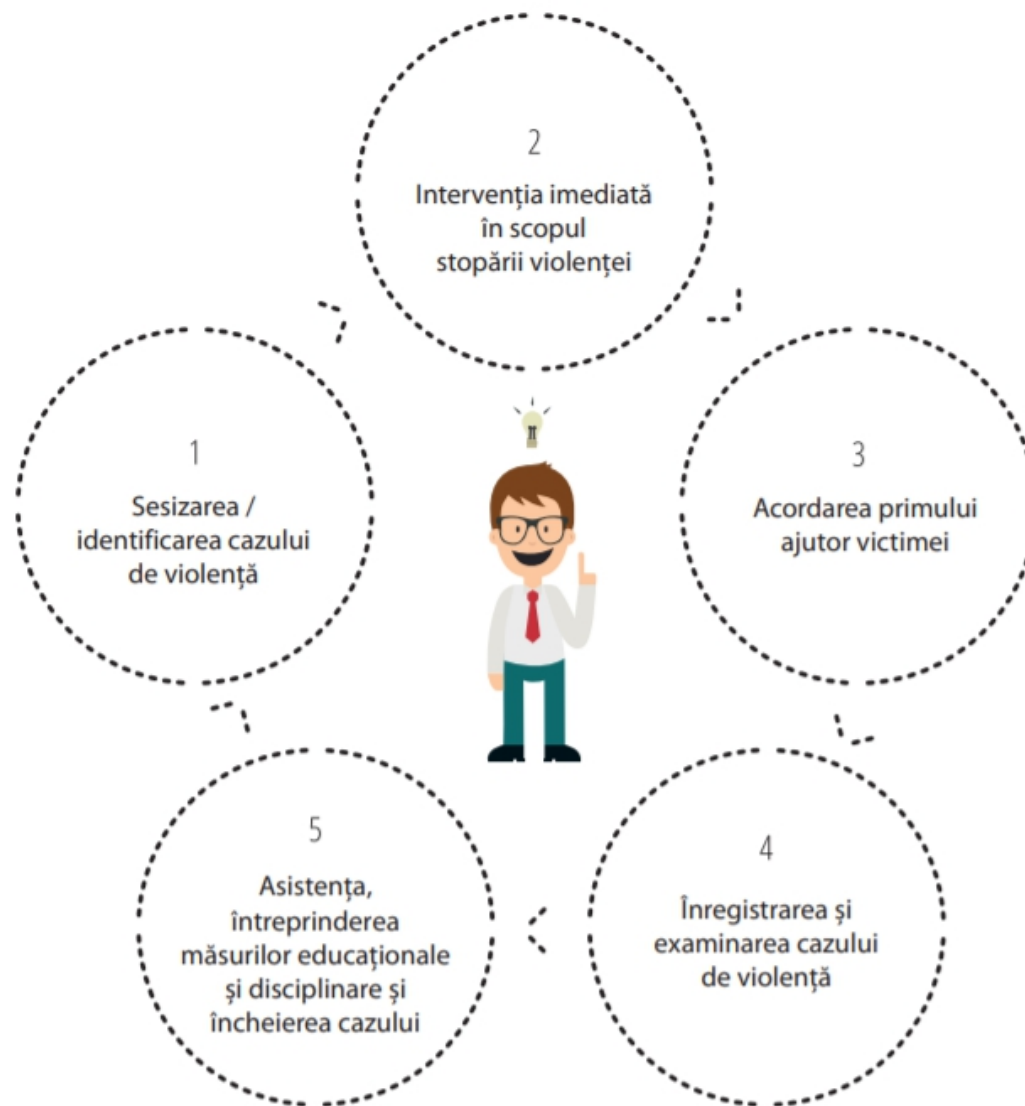 1
Sesizarea /
identificarea cazului
de violență
2
Intervenția imediată
în scopul
stopării violenței
3
Acordarea primului
ajutor victimei
4
Înregistrarea și
examinarea cazului
de violență
5
Asistența,
întreprinderea
măsurilor educaționale
și disciplinare și
încheierea cazului